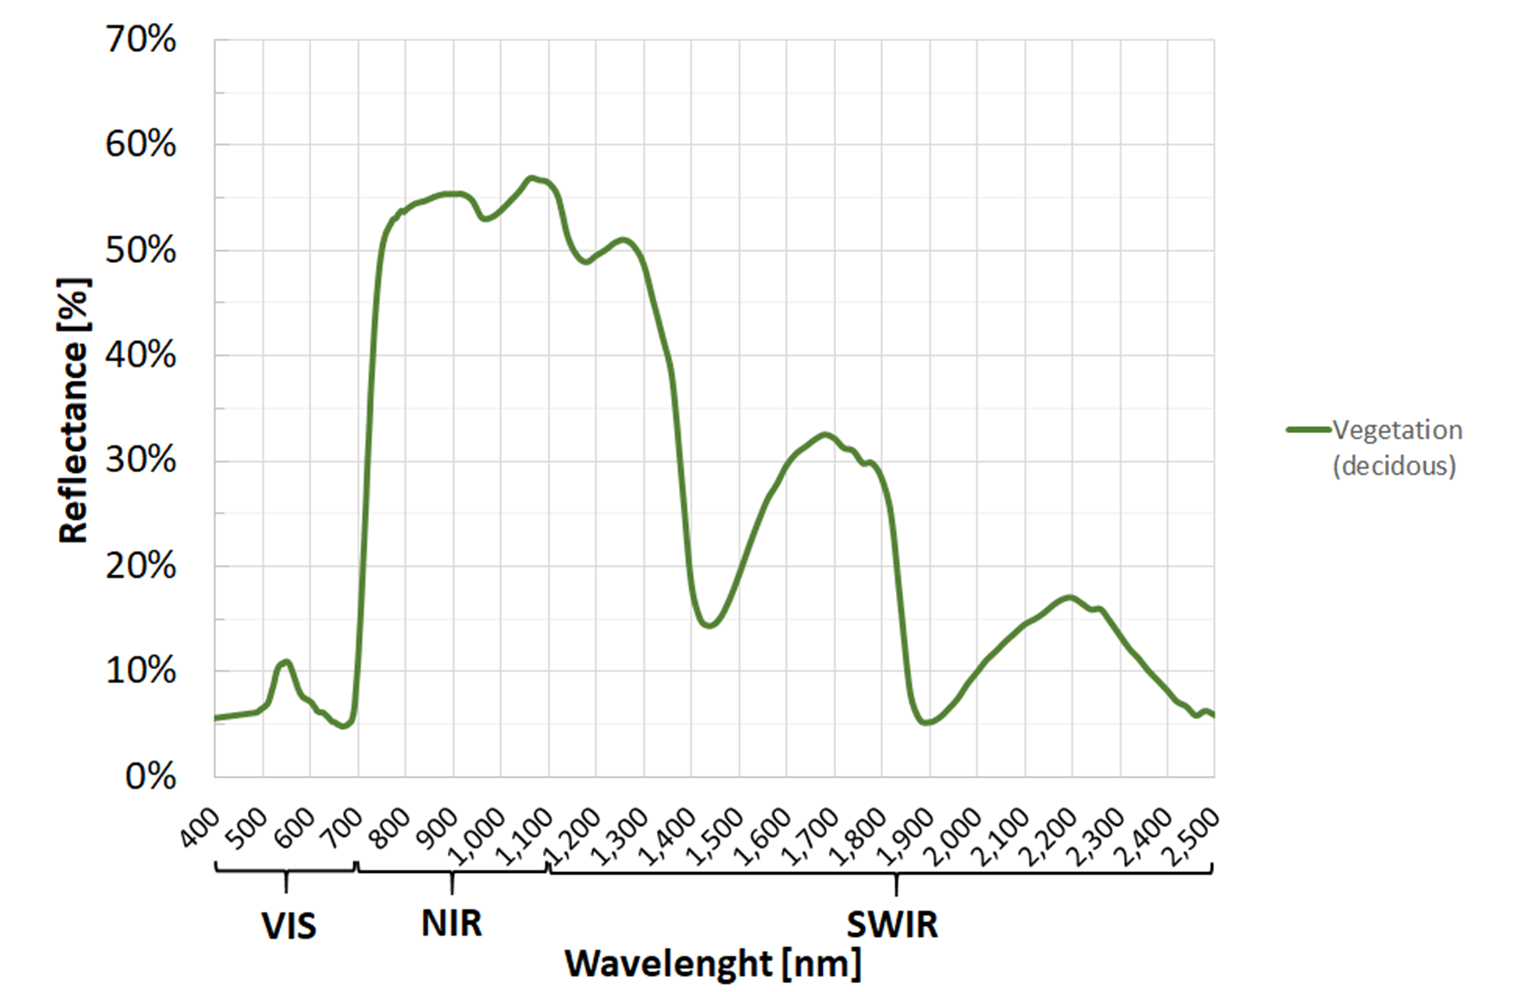 70%
60%
50%
40%
30%
20%
10%
0%
Reflectance [%]
400 500 600 700 800 900 1,000 1,100 1,200 1,300 1,400 1,500 1,600 1,700 1,800 1,900 2,000 2,100 2,200 2,300 2,400 2,500
VIS NIR SWIR
Wavelenght [nm]
Vegetation
(decidous)